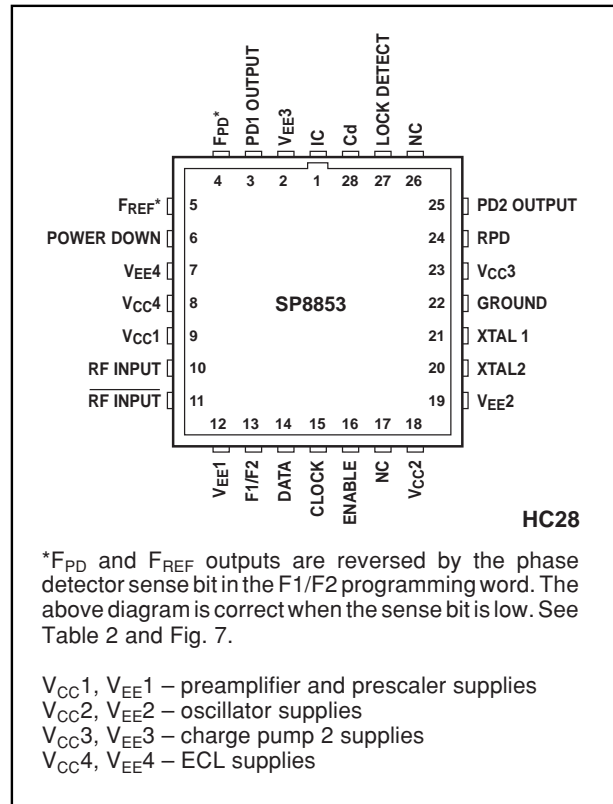 FPD*
PD1 OUTPUT
VEE3
IC
Cd
LOCK DETECT
NC
4 3 2 1 28 27 26
FREF* 5
POWER DOWN 6
VEE4 7
VCC4 8
VCC1 9
RF INPUT 10
RF INPUT 11
SP8853
25 PD2 OUTPUT
24 RPD
23 VCC3
22 GROUND
21 XTAL 1
20 XTAL2
19 VEE2
12 13 14 15 16 17 18
VEE1
F1/F2
DATA
CLOCK
ENABLE
NC
VCC2
HC28
*FPD and FREF outputs are reversed by the phase
detector sense bit in the F1/F2 programming word. The
above diagram is correct when the sense bit is low. See
Table 2 and Fig. 7.
VCC1, VEE1 – preamplifier and prescaler supplies
VCC2, VEE2 – oscillator supplies
VCC3, VEE3 – charge pump 2 supplies
VCC4, VEE4 – ECL supplies